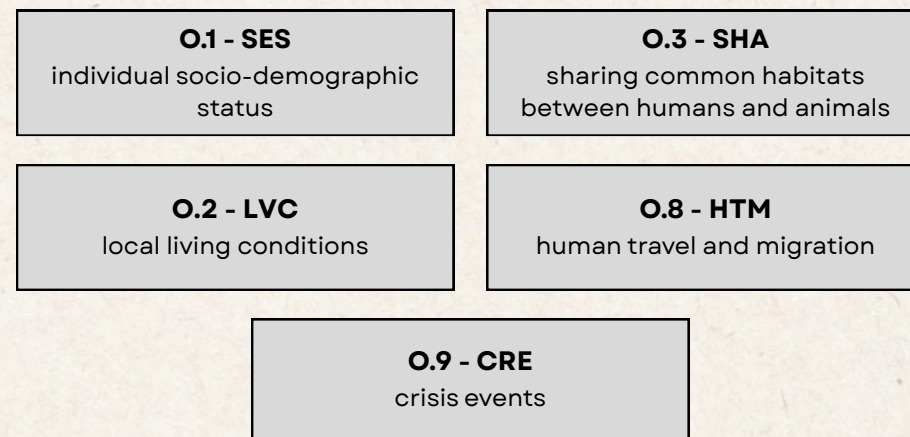 O.1 - SES
individual socio-demographic
status
O.3 - SHA
sharing common habitats
between humans and animals
O.2 - LVC
local living conditions
O.8 - HTM
human travel and migration
O.9 - CRE
crisis events